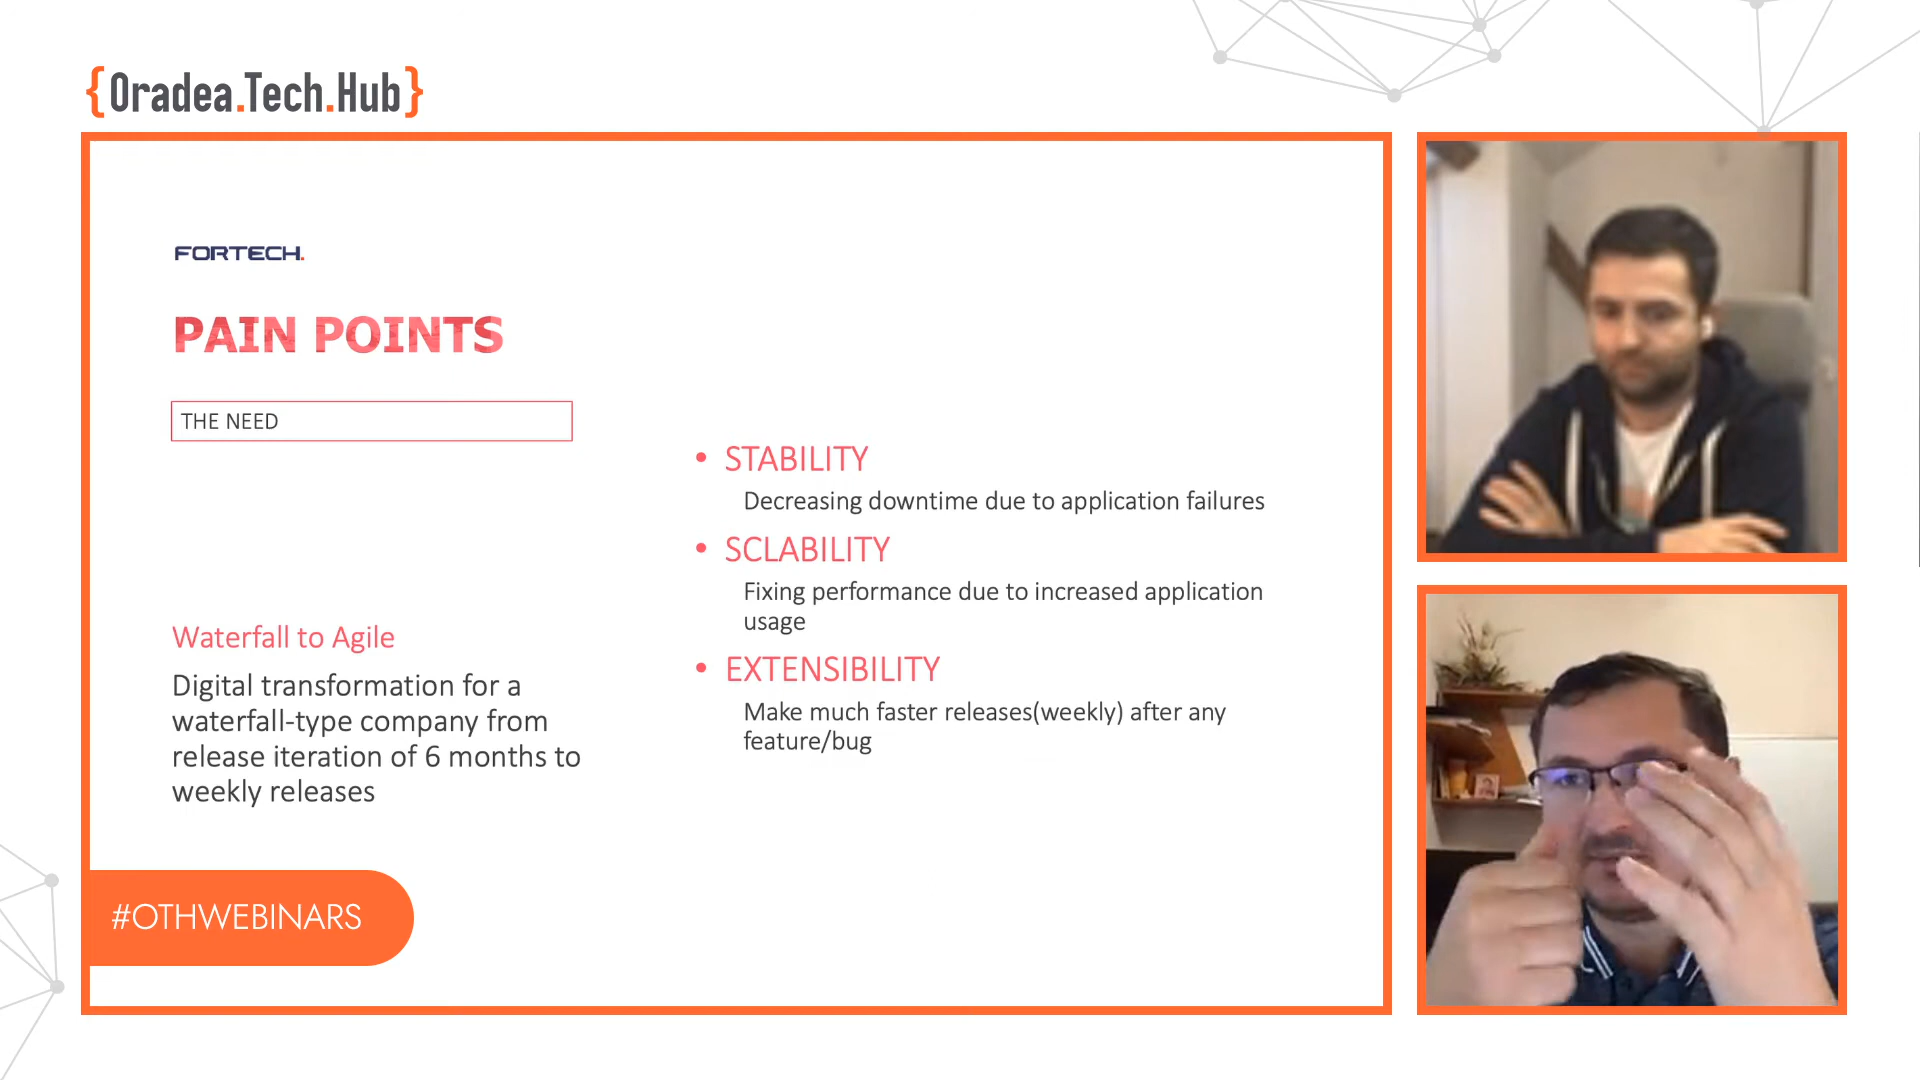 {Oradea.Tech.Hub}
FORTECH.
PAIN POINTS
THE NEED
Waterfall to Agile
Digital transformation for a
waterfall-type company from
release iteration of 6 months to
weekly releases
• STABILITY
Decreasing downtime due to application failures
• SCLABILITY
Fixing performance due to increased application
usage
• EXTENSIBILITY
Make much faster releases(weekly) after any
feature/bug
#OTHWEBINARS